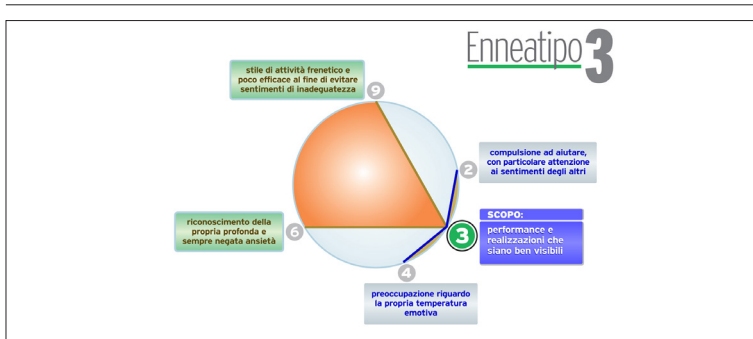 Enneatipo 3
stile di attività frenetico e
poco efficace al fine di evitare
sentimenti di inadeguatezza
9
compulsione ad aiutare,
con particolare attenzione
ai sentimenti degli altri
2
SCOPO:
performance e
realizzazioni che
siano ben visibili
3
riconoscimento della
propria profonda e
sempre negata ansietà
6
4
preoccupazione riguardo
la propria temperatura
emotiva